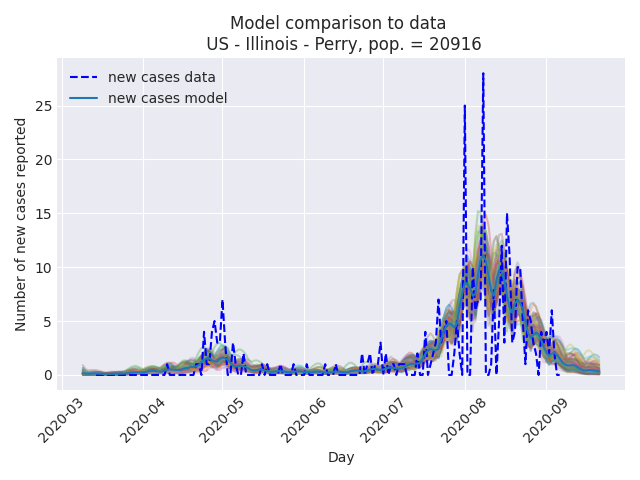 Model comparison to data
US - Illinois - Perry, pop. = 20916
new cases data
new cases model
Number of new cases reported
25
20
15
10
5
0
2020-03
2020-04
2020-05
2020-06
2020-07
2020-08
2020-09
Day